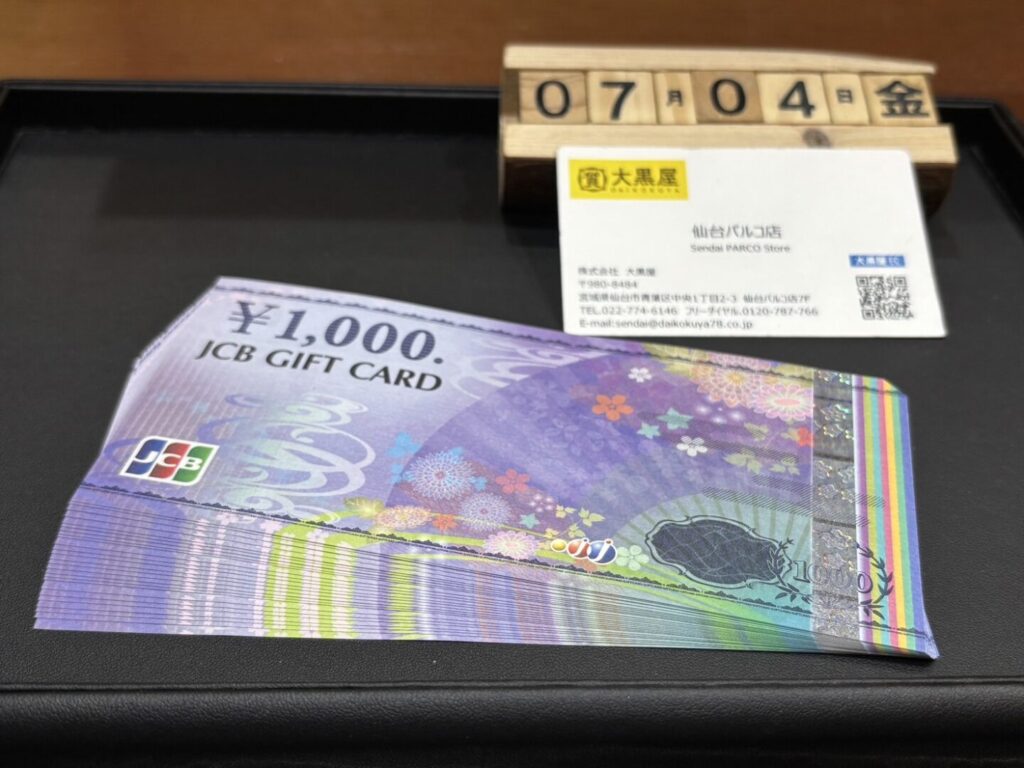 07月04日金
大黒屋
DAIKOKUYA
仙台パルコ店
Sendai PARCO Store
大黒屋EC
株式会社 大黒屋
〒980-8484
宮城県仙台市青葉区中央1丁目2-3 仙台パルコ店7F
TEL.022-774-6146 フリーダイヤル.0120-787-766
E-mail:sendai@daikokuya78.co.jp
¥1,000.
JCB GIFT CARD
JCB
1000